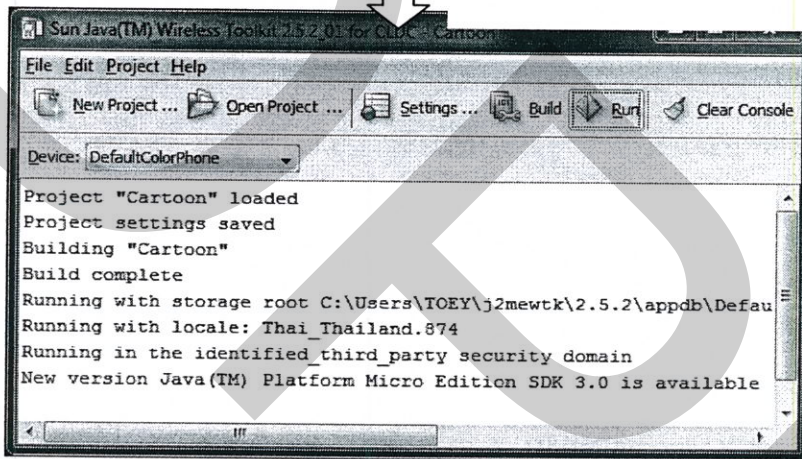 Sun Java(TM) Wireless Toolkit 2.5.2_01 for CLDC - Cartoon
File Edit Project Help
New Project ... Open Project ... Settings ... Build Run Clear Console
Device: DefaultColorPhone
Project "Cartoon" loaded
Project settings saved
Building "Cartoon"
Build complete
Running with storage root C:\Users\TOEY\j2mewtk\2.5.2\appdb\Defau
Running with locale: Thai_Thailand.874
Running in the identified_third_party security domain
New version Java(TM) Platform Micro Edition SDK 3.0 is available